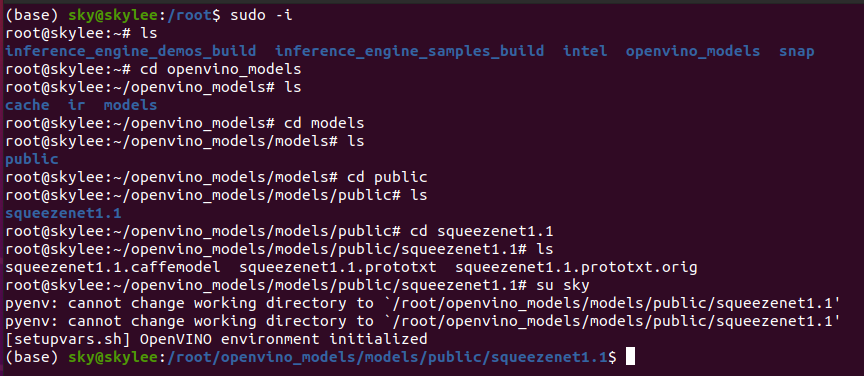 (base) sky@skylee:/root$ sudo -i
root@skylee:~# ls
inference_engine_demos_build  inference_engine_samples_build  intel  openvino_models  snap
root@skylee:~# cd openvino_models
root@skylee:~/openvino_models# ls
cache  ir  models
root@skylee:~/openvino_models# cd models
root@skylee:~/openvino_models/models# ls
public
root@skylee:~/openvino_models/models# cd public
root@skylee:~/openvino_models/models/public# ls
squeezenet1.1
root@skylee:~/openvino_models/models/public# cd squeezenet1.1
root@skylee:~/openvino_models/models/public/squeezenet1.1# ls
squeezenet1.1.caffemodel  squeezenet1.1.prototxt  squeezenet1.1.prototxt.orig
root@skylee:~/openvino_models/models/public/squeezenet1.1# su sky
pyenv: cannot change working directory to `/root/openvino_models/models/public/squeezenet1.1'
pyenv: cannot change working directory to `/root/openvino_models/models/public/squeezenet1.1'
[setupvars.sh] OpenVINO environment initialized
(base) sky@skylee:/root/openvino_models/models/public/squeezenet1.1$